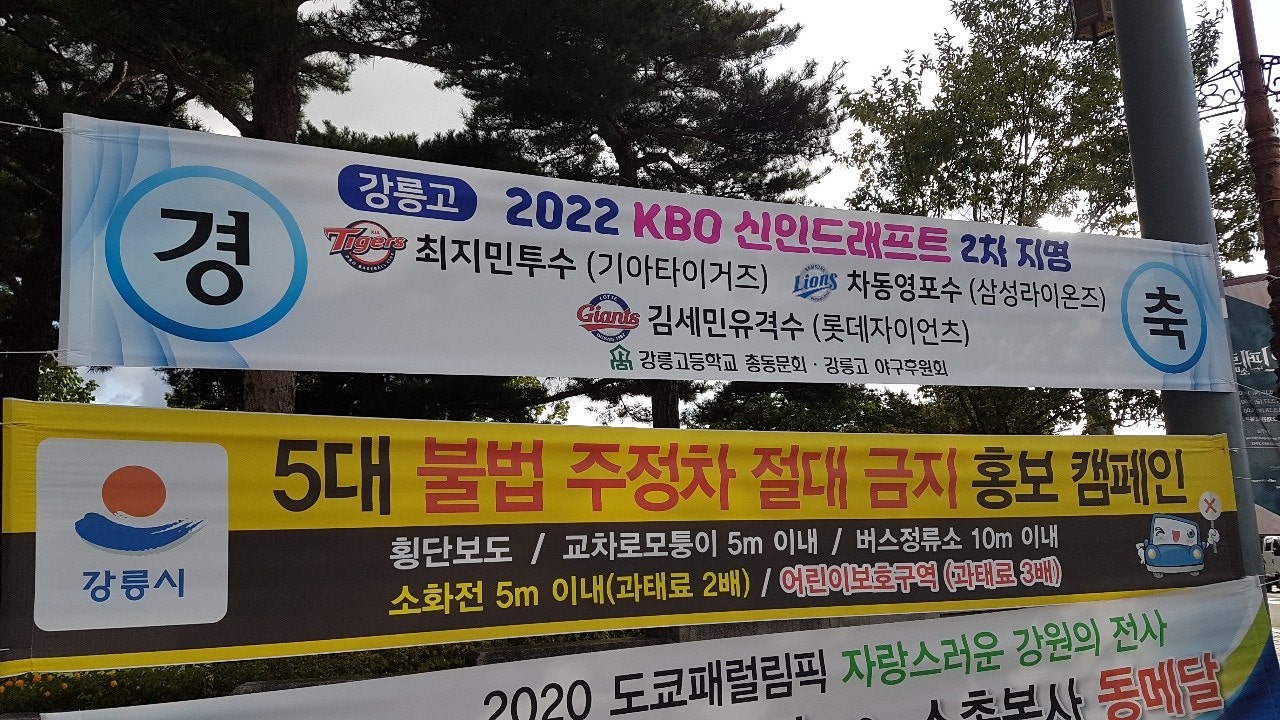 경
강릉고 2022 KBO 신인드래프트 2차 지명
Tigers 최지민투수 (기아타이거즈) Lions 차동영포수 (삼성라이온즈)
Giants 김세민유격수 (롯데자이언츠)
강릉고등학교 총동문회 · 강릉고 야구후원회
축
강릉시
5대 불법 주정차 절대 금지 홍보 캠페인
횡단보도 / 교차로모퉁이 5m 이내 / 버스정류소 10m 이내
소화전 5m 이내(과태료 2배) / 어린이보호구역 (과태료 3배)
2020 도쿄패럴림픽 자랑스러운 강원의 전사
동메달